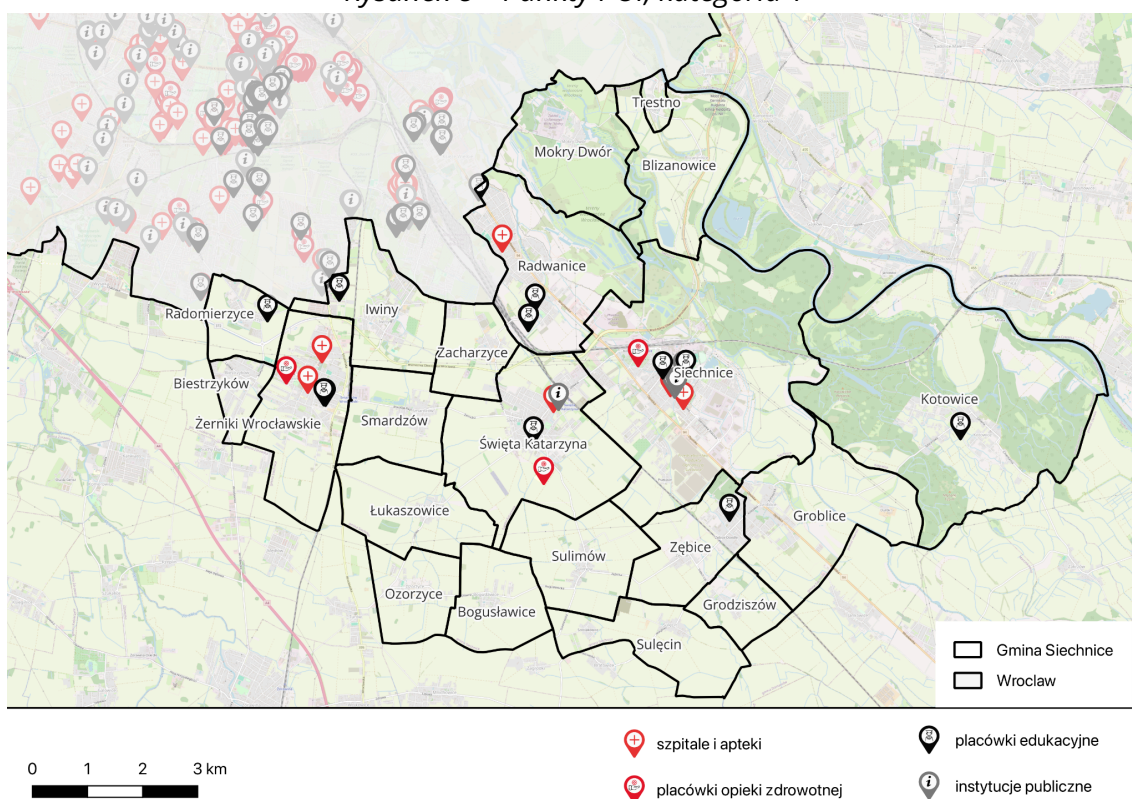 Trestno
Mokry Dwór
Blizanowice
Radwanice
Radomierzyce
Iwiny
Zacharzyce
Siechnice
Biestrzyków
Kotowice
Żerniki Wrocławskie
Smardzów
Święta Katarzyna
Łukaszowice
Groblice
Sulimów
Zębice
Ozorzyce
Bogusławice
Grodziszów
Sulęcin
Gmina Siechnice
Wroclaw
szpitale i apteki
placówki edukacyjne
0 1 2 3 km
placówki opieki zdrowotnej
instytucje publiczne